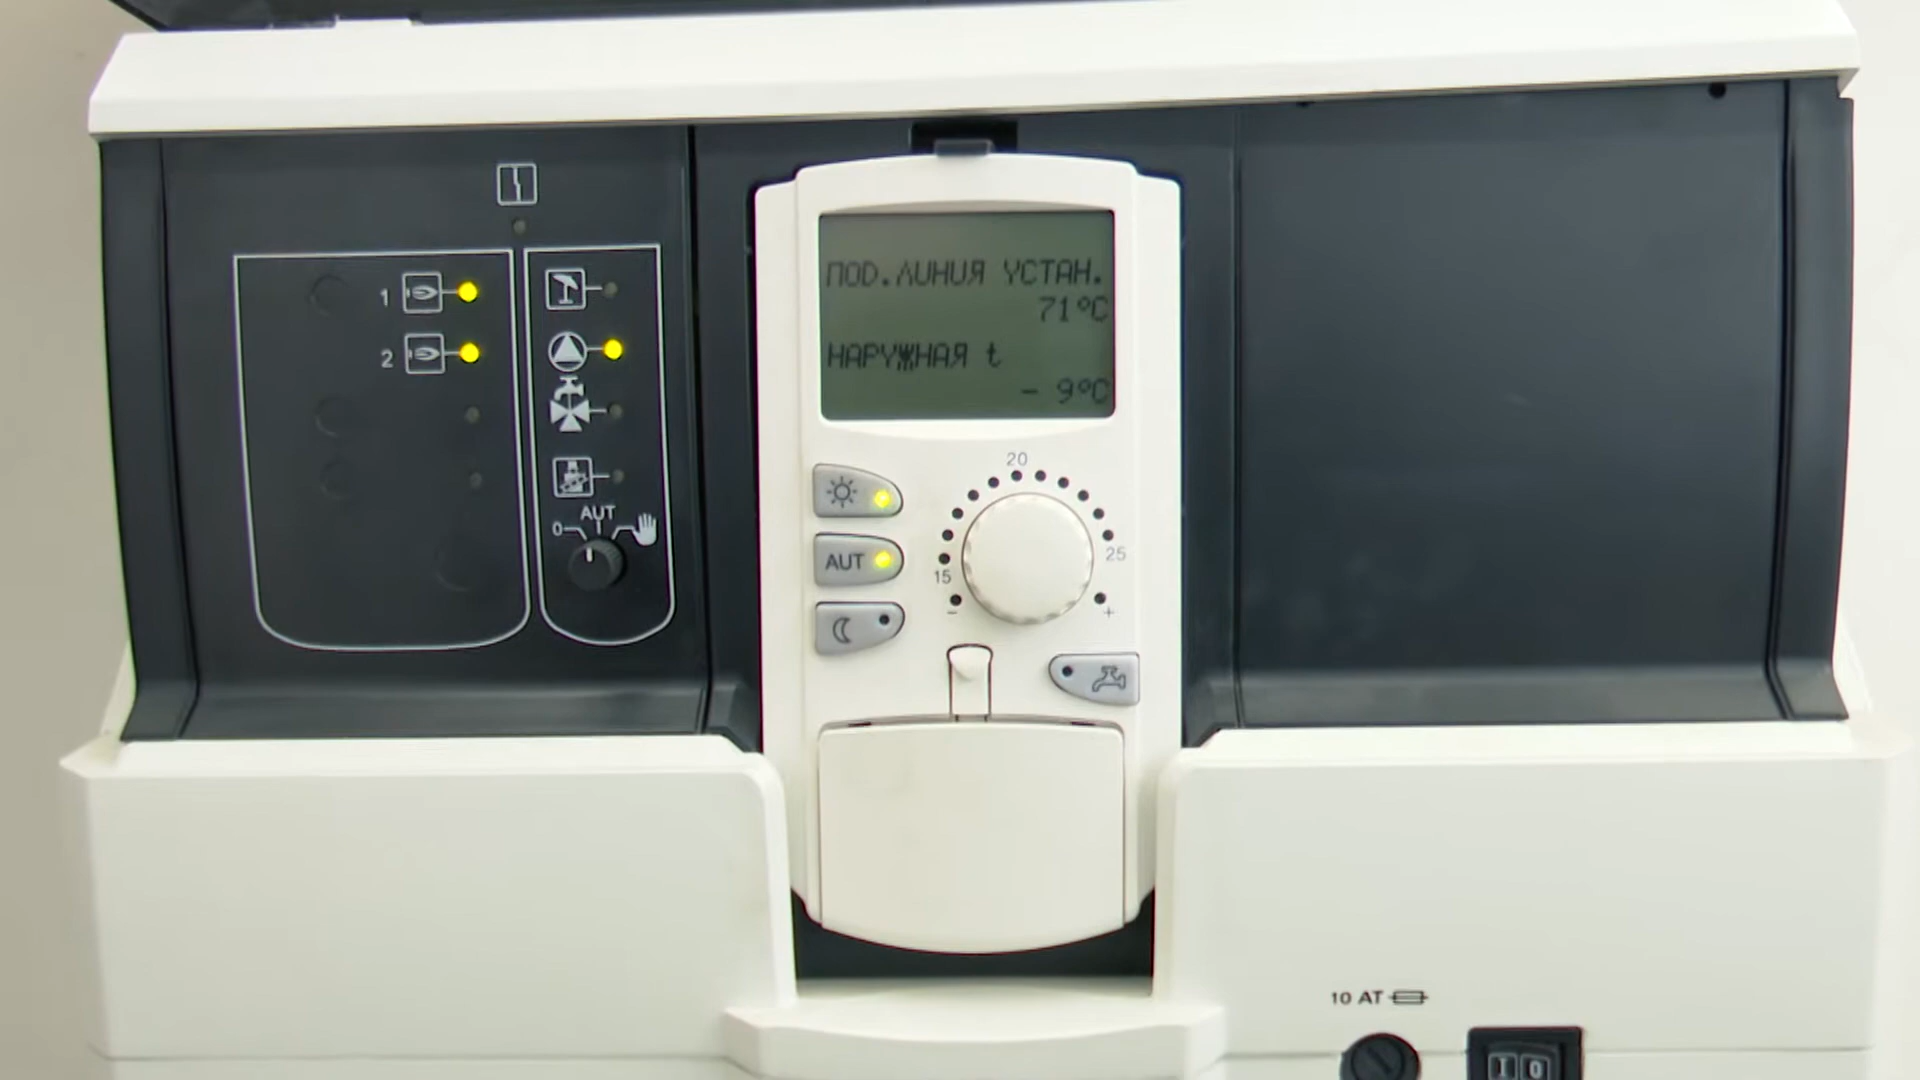 ПОД.ЛИНИЯ УСТАН.
71°C
НАРУЖНАЯ t
- 9°C
1
2
AUT
0
20
15
25
-
+
AUT
10 AT
I O